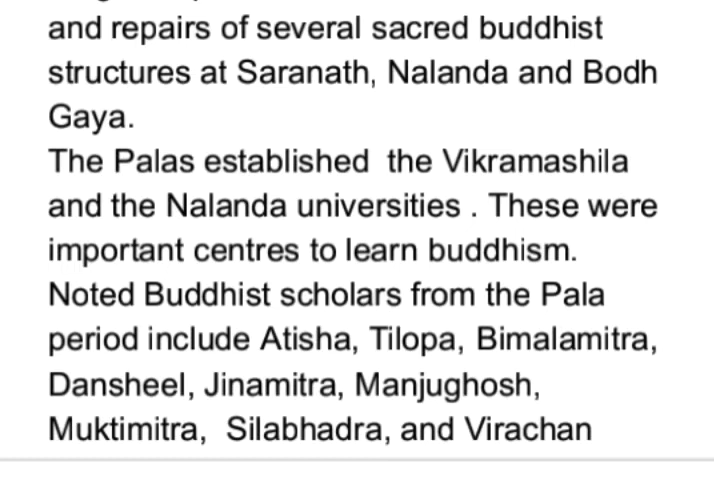 and repairs of several sacred buddhist
structures at Saranath, Nalanda and Bodh
Gaya.
The Palas established  the Vikramashila
and the Nalanda universities . These were
important centres to learn buddhism.
Noted Buddhist scholars from the Pala
period include Atisha, Tilopa, Bimalamitra,
Dansheel, Jinamitra, Manjughosh,
Muktimitra,  Silabhadra, and Virachan